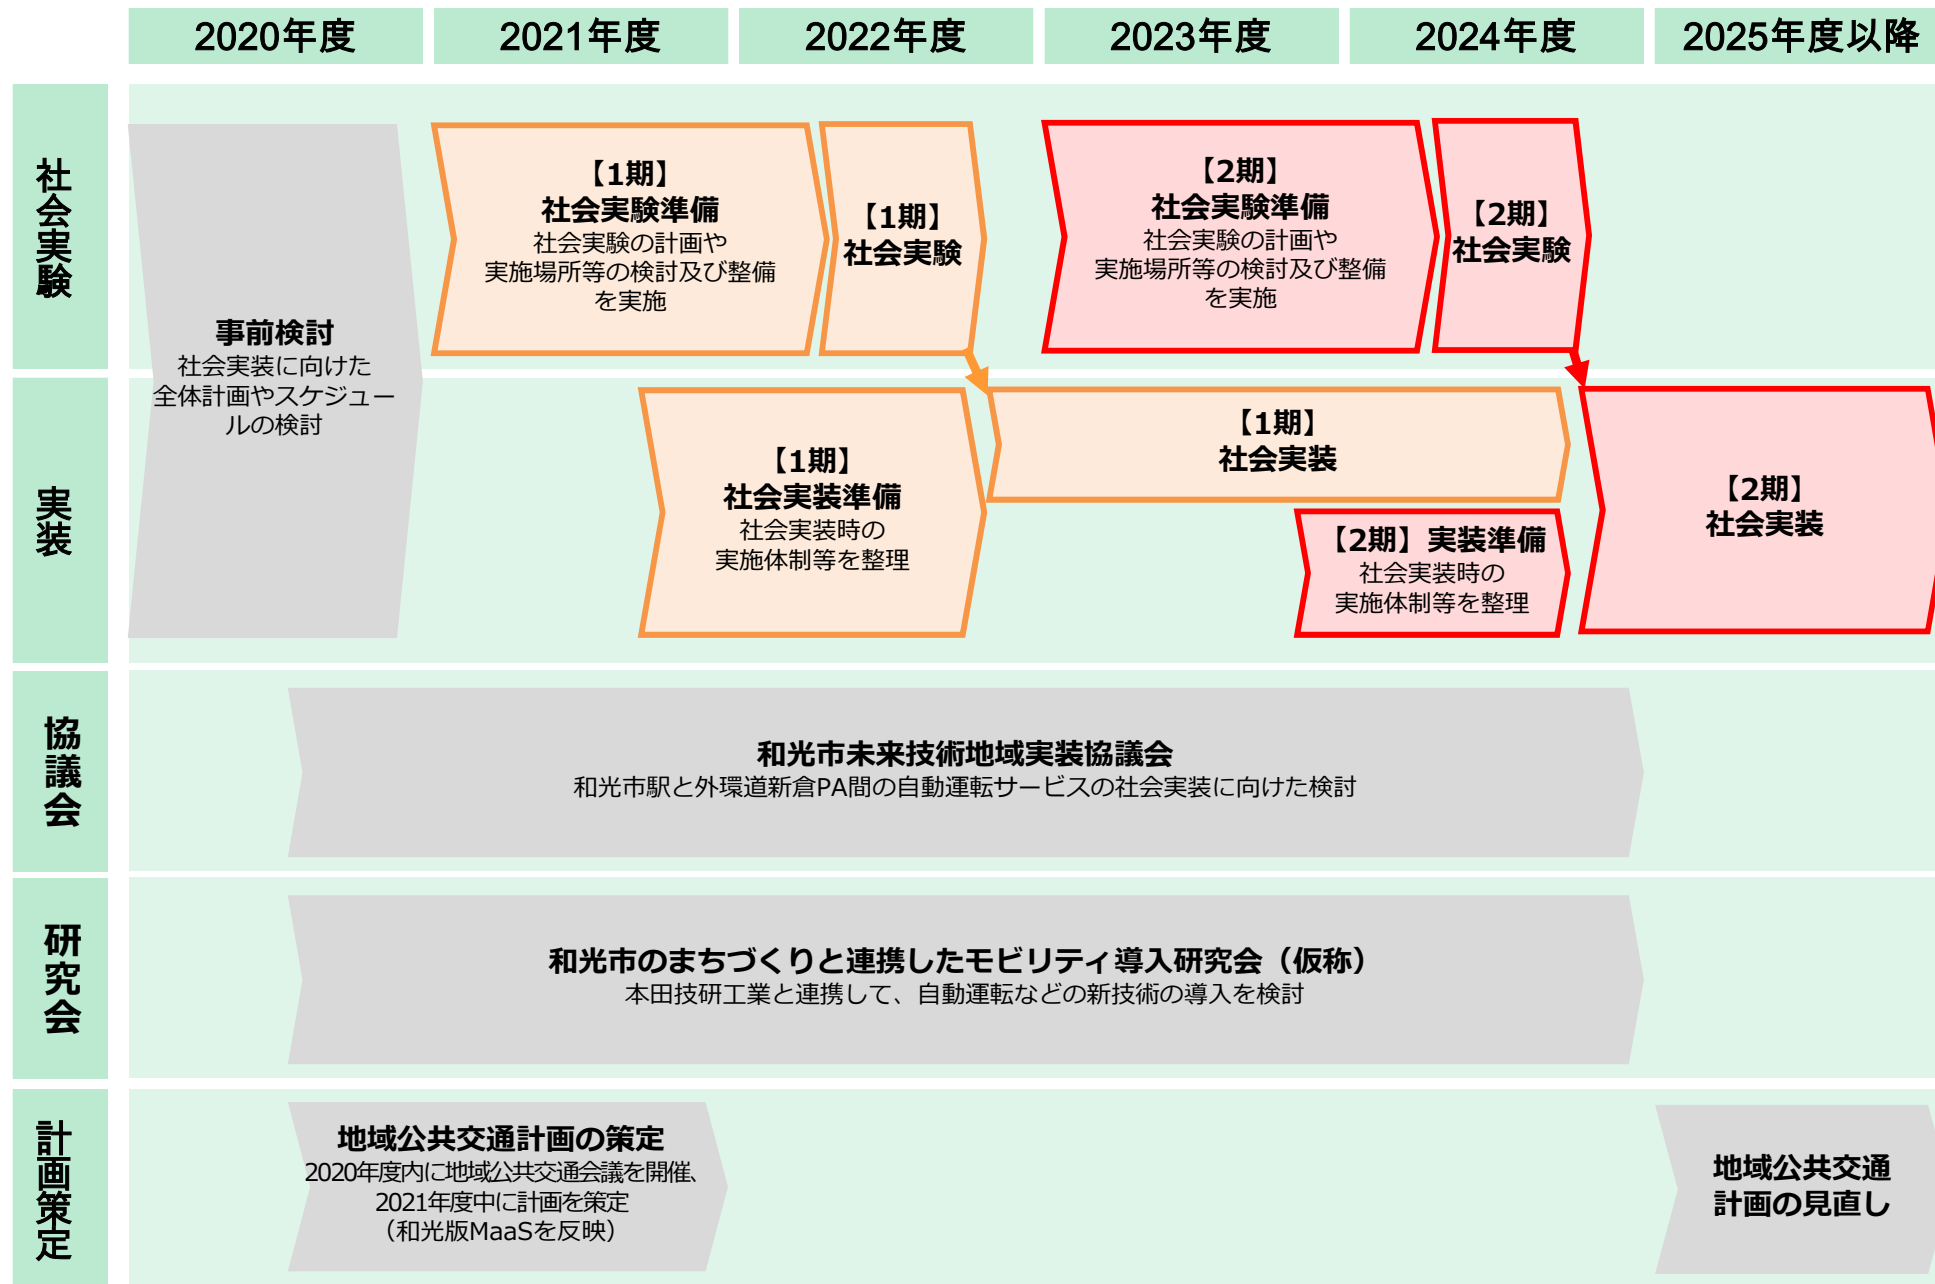 2020年度
2021年度
2022年度
2023年度
2024年度
2025年度以降
社会実験
【1期】
社会実験準備
社会実験の計画や
実施場所等の検討及び整備
を実施
【1期】
社会実験
【2期】
社会実験準備
社会実験の計画や
実施場所等の検討及び整備
を実施
【2期】
社会実験
事前検討
社会実装に向けた
全体計画やスケジュー
ルの検討
実装
【1期】
社会実装準備
社会実装時の
実施体制等を整理
【1期】
社会実装
【2期】実装準備
社会実装時の
実施体制等を整理
【2期】
社会実装
協議会
和光市未来技術地域実装協議会
和光市駅と外環道新倉PA間の自動運転サービスの社会実装に向けた検討
研究会
和光市のまちづくりと連携したモビリティ導入研究会（仮称）
本田技研工業と連携して、自動運転などの新技術の導入を検討
計画策定
地域公共交通計画の策定
2020年度内に地域公共交通会議を開催、
2021年度中に計画を策定
（和光版MaaSを反映）
地域公共交通
計画の見直し